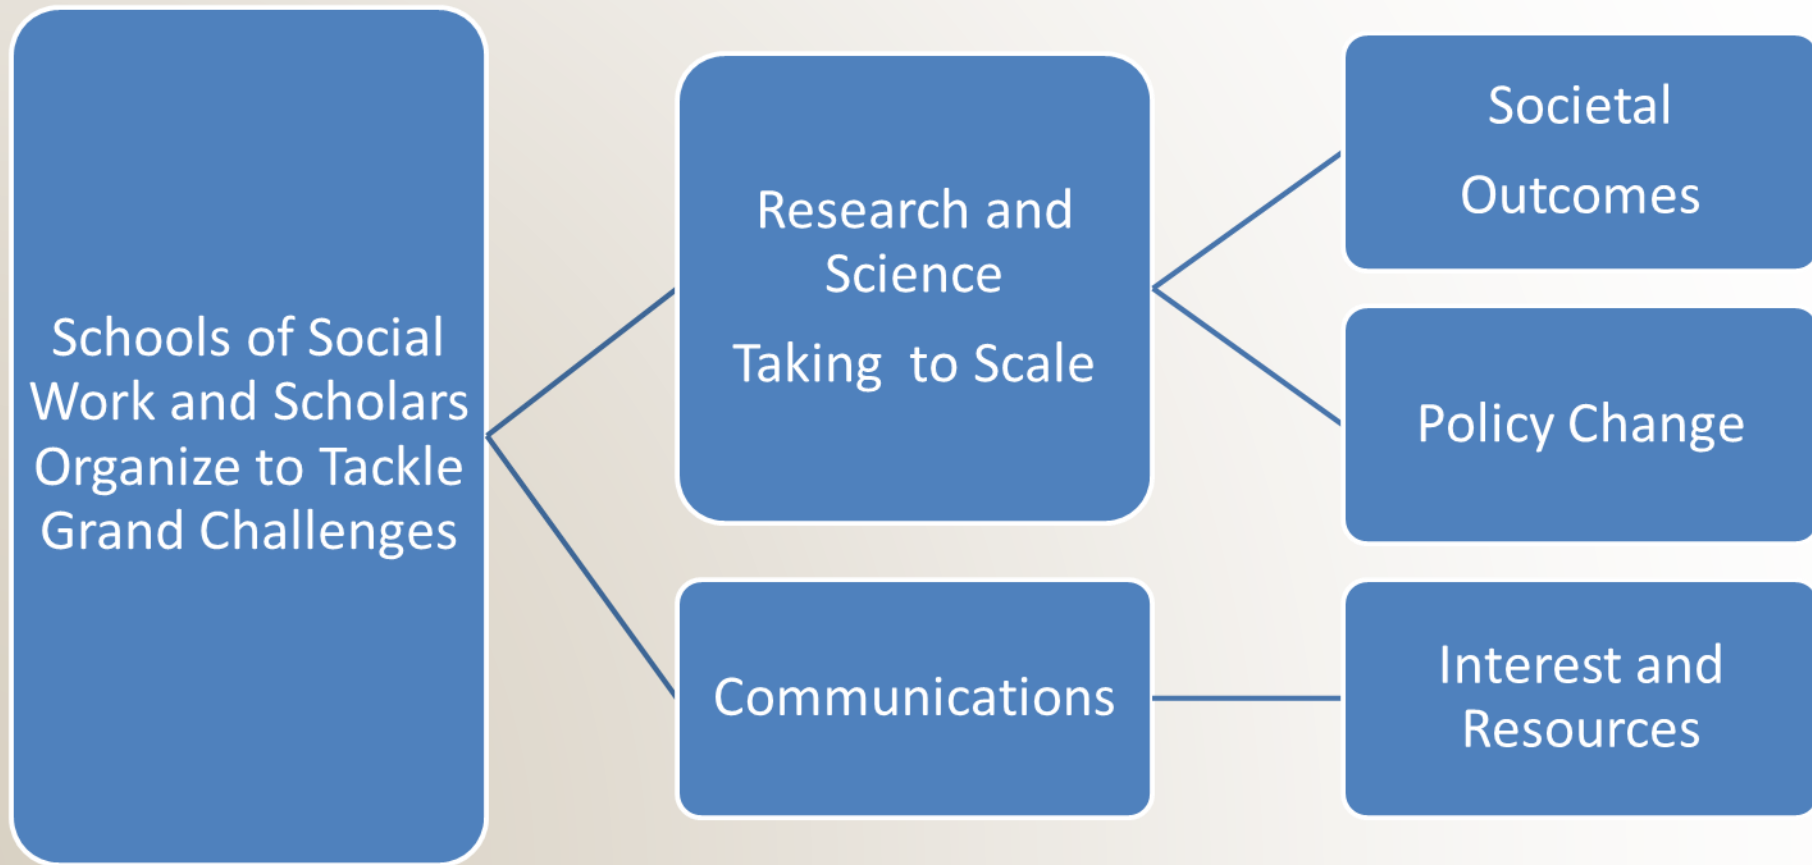 Schools of Social
Work and Scholars
Organize to Tackle
Grand Challenges
Research and
Science
Taking  to Scale
Communications
Societal
Outcomes
Policy Change
Interest and
Resources